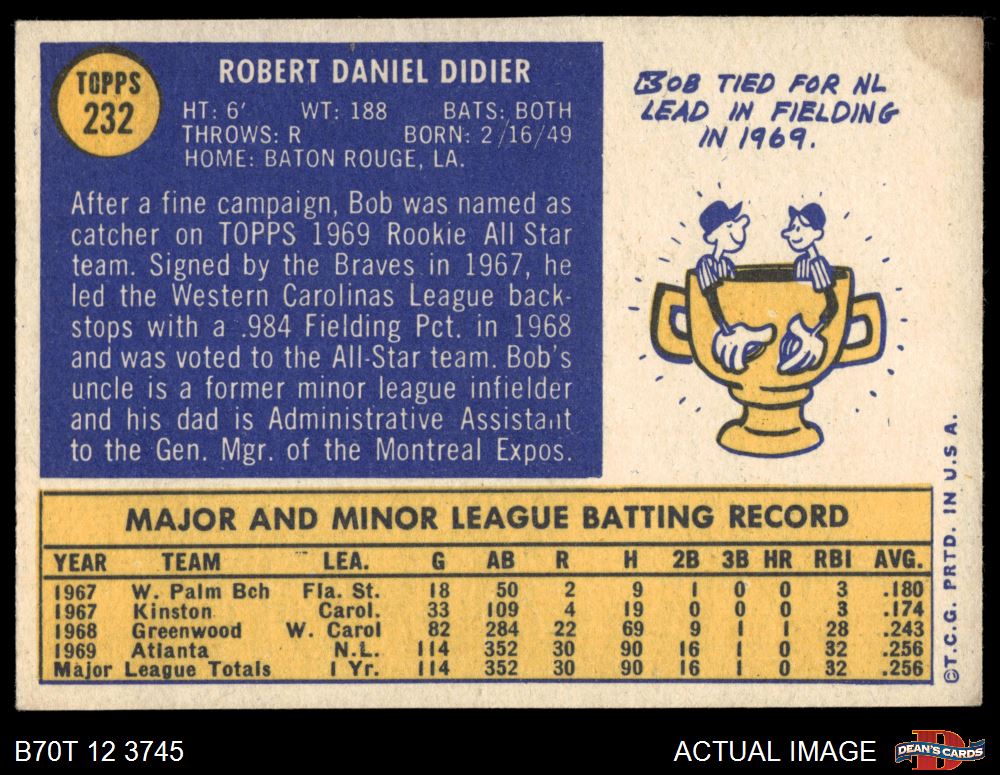 TOPPS
232
ROBERT DANIEL DIDIER
HT: 6' WT: 188 BATS: BOTH
THROWS: R BORN: 2/16/49
HOME: BATON ROUGE, LA.
After a fine campaign, Bob was named as
catcher on TOPPS 1969 Rookie All Star
team. Signed by the Braves in 1967, he
led the Western Carolinas League back-
stops with a .984 Fielding Pct. in 1968
and was voted to the All-Star team. Bob's
uncle is a former minor league infielder
and his dad is Administrative Assistant
to the Gen. Mgr. of the Montreal Expos.
BOB TIED FOR NL
LEAD IN FIELDING
IN 1969.
MAJOR AND MINOR LEAGUE BATTING RECORD
YEAR TEAM LEA. G AB R H 2B 3B HR RBI AVG.
1967 W. Palm Bch Fla. St. 18 50 2 9 1 0 0 3 .180
1967 Kinston Carol. 33 109 4 19 0 0 0 3 .174
1968 Greenwood W. Carol 82 284 22 69 9 1 1 28 .243
1969 Atlanta N.L. 114 352 30 90 16 1 0 32 .256
Major League Totals 1 Yr. 114 352 30 90 16 1 0 32 .256
©T.C.G. PRTD. IN U.S.A.
B70T 12 3745
ACTUAL IMAGE
DEAN'S CARDS